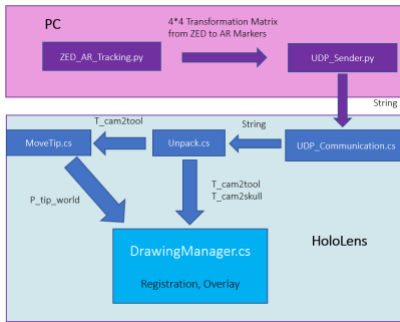 PC
4*4 Transformation Matrix
from ZED to AR Markers
ZED_AR_Tracking.py
UDP_Sender.py
String
T_cam2tool
String
MoveTip.cs
Unpack.cs
UDP_Communication.cs
P_tip_world
T_cam2tool
T_cam2skull
DrawingManager.cs
Registration, Overlay
HoloLens